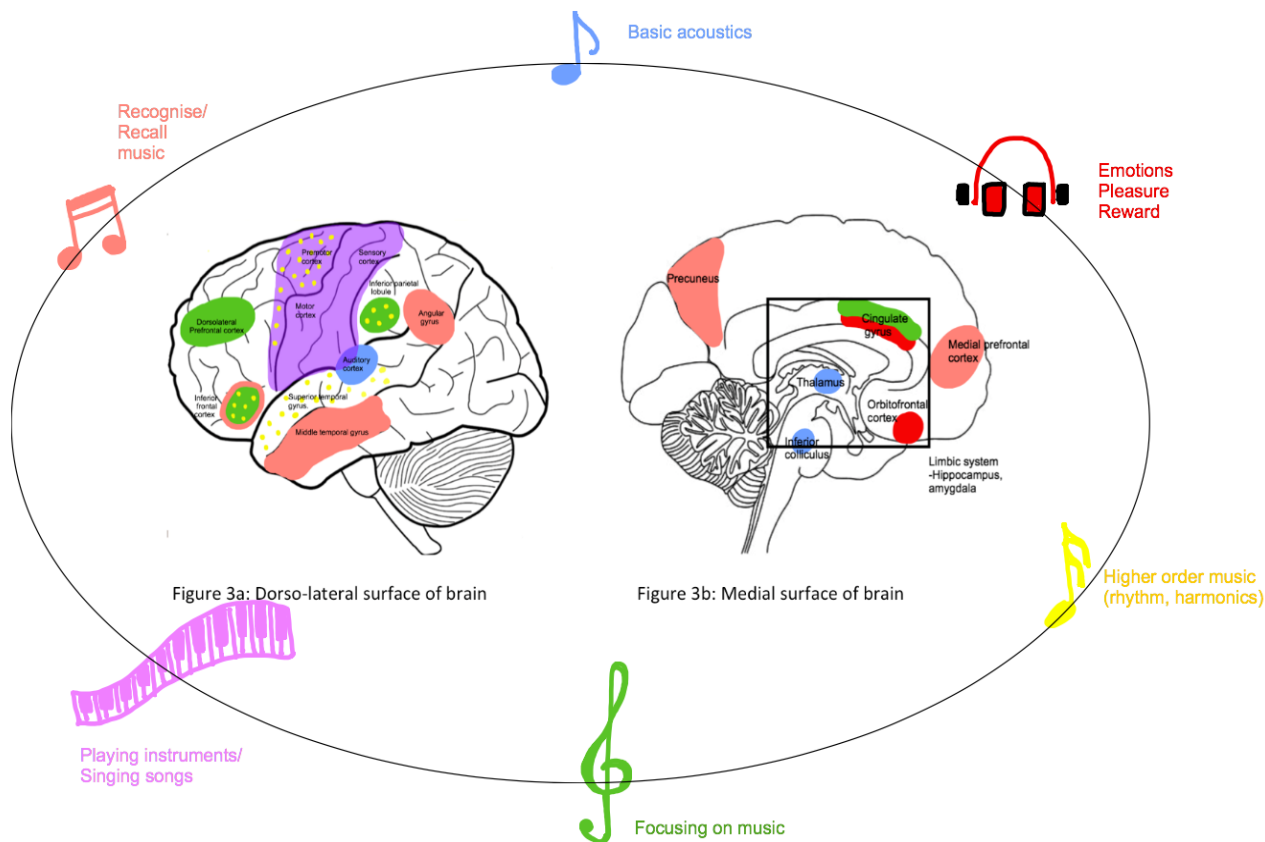 Basic acoustics
Recognise/
Recall
music
Emotions
Pleasure
Reward
Premotor
cortex
Sensory
cortex
Inferior parietal
lobule
Motor
cortex
Angular
gyrus
Dorsolateral
Prefrontal cortex
Auditory
cortex
Inferior
frontal
cortex
Superior temporal
gyrus
Middle temporal gyrus
Precuneus
Cingulate
gyrus
Medial prefrontal
cortex
Thalamus
Orbitofrontal
cortex
Inferior
colliculus
Limbic system
-Hippocampus,
amygdala
Figure 3a: Dorso-lateral surface of brain
Figure 3b: Medial surface of brain
Higher order music
(rhythm, harmonics)
Playing instruments/
Singing songs
Focusing on music